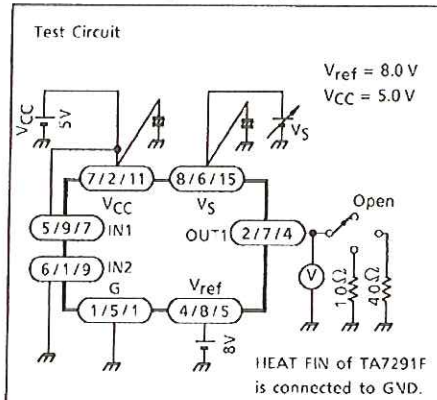 Test Circuit
Vref = 8.0 V
VCC = 5.0 V
VCC
5V
VS
7/2/11
8/6/15
VCC
VS
5/9/7
IN1
OUT1
2/7/4
Open
6/1/9
IN2
G
Vref
V
10Ω
40Ω
1/5/1
4/8/5
8V
HEAT FIN of TA7291F
is connected to GND.